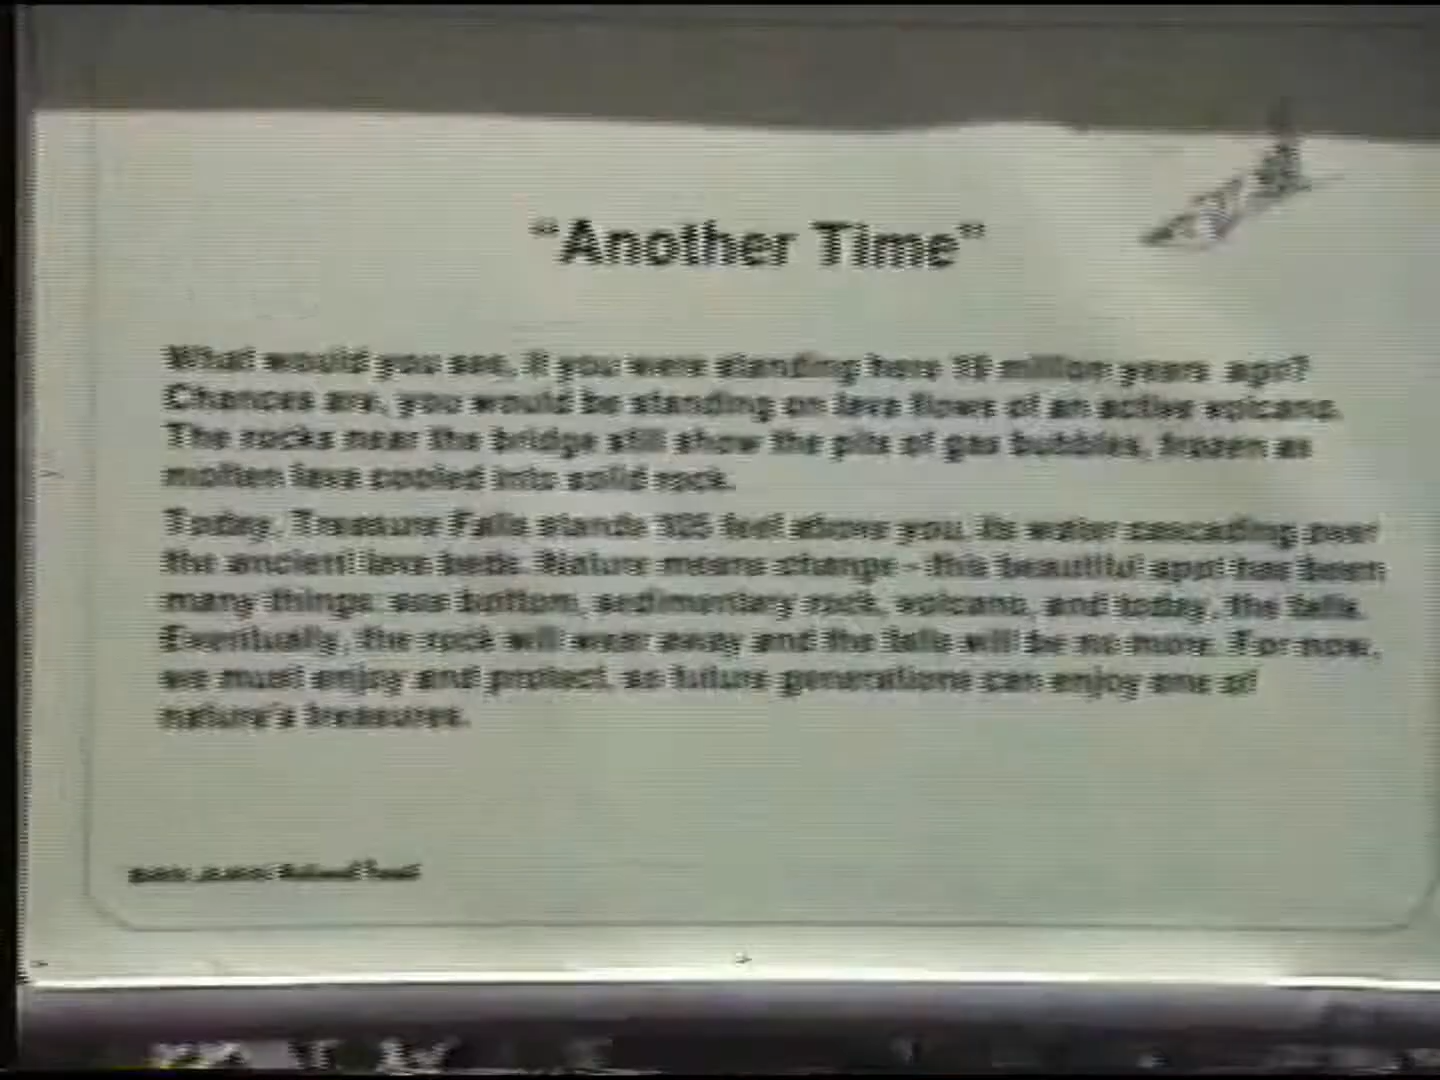 “Another Time”
What would you see, if you were standing here 18 million years ago?
Chances are, you would be standing on lava flows of an active volcano.
The rocks near the bridge still show the pits of gas bubbles, frozen as
molten lava cooled into solid rock.
Today, Treasure Falls stands 105 feet above you, its water cascading over
the ancient lava beds. Nature means change - this beautiful spot has been
many things: sea bottom, sedimentary rock, volcano, and today, the falls.
Eventually, the rock will wear away and the falls will be no more. For now,
we must enjoy and protect, so future generations can enjoy one of
nature's treasures.
National Forest